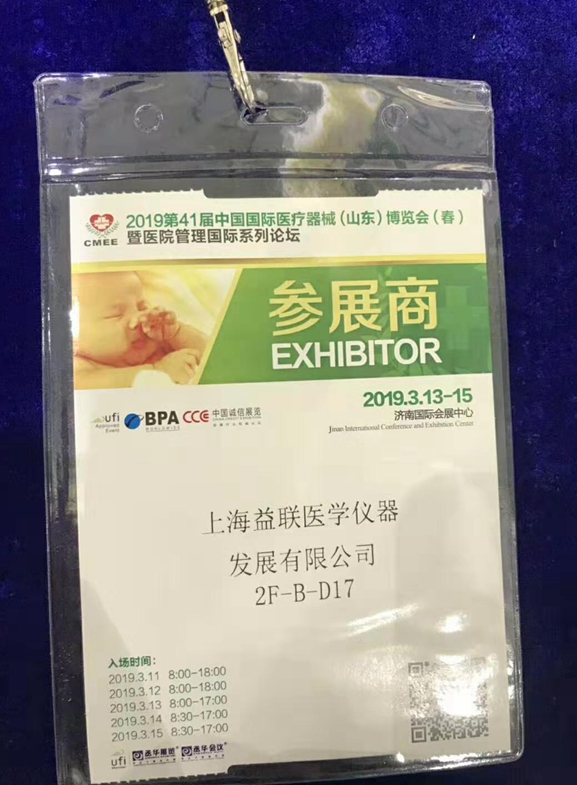 2019第41届中国国际医疗器械（山东）博览会（春）
暨医院管理国际系列论坛
CMEE
参展商
EXHIBITOR
2019.3.13-15
济南国际会展中心
Jinan International Conference and Exhibition Center
ufi
Approved
Event
BPA
WORLDWIDE
CCE
中国诚信展览
上海益联医学仪器
发展有限公司
2F-B-D17
入场时间：
2019.3.11 8:00-18:00
2019.3.12 8:00-18:00
2019.3.13 8:00-17:00
2019.3.14 8:30-17:00
2019.3.15 8:30-17:00
ufi